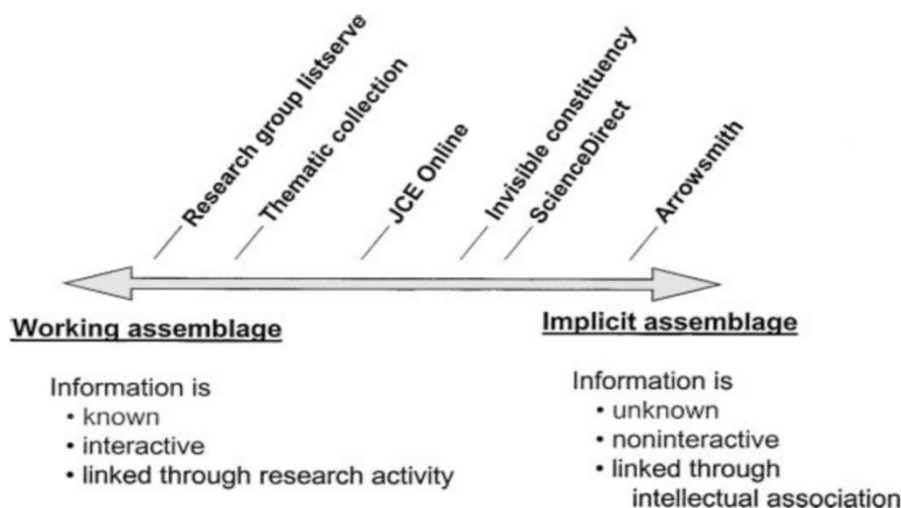 Research group listserve
Thematic collection
JCE Online
Invisible constituency
ScienceDirect
Arrowsmith
Working assemblage
Information is
• known
• interactive
• linked through research activity
Implicit assemblage
Information is
• unknown
• noninteractive
• linked through
intellectual association